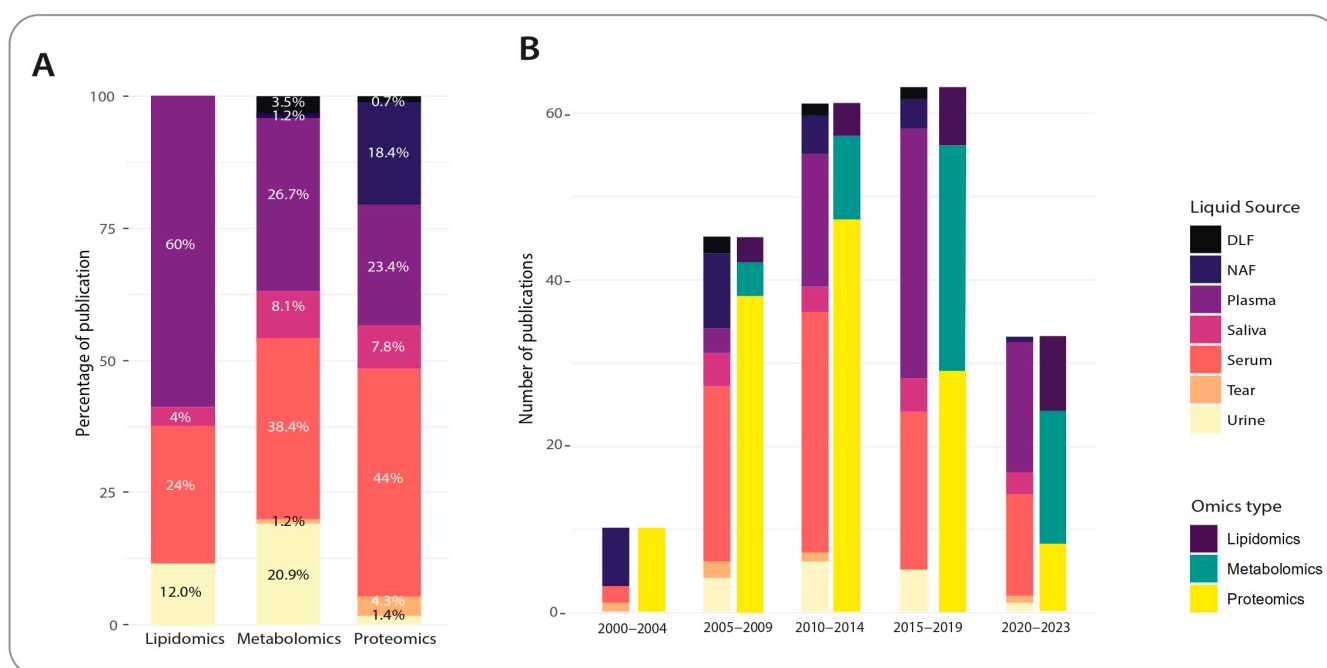 A
Percentage of publication
100
75
50
25
0
60%
4%
24%
12.0%
3.5%
1.2%
26.7%
8.1%
38.4%
1.2%
20.9%
0.7%
18.4%
23.4%
7.8%
44%
4.3%
1.4%
Lipidomics Metabolomics Proteomics
B
Number of publications
60
40
20
0
2000–2004 2005–2009 2010–2014 2015–2019 2020–2023
Liquid Source
DLF
NAF
Plasma
Saliva
Serum
Tear
Urine
Omics type
Lipidomics
Metabolomics
Proteomics